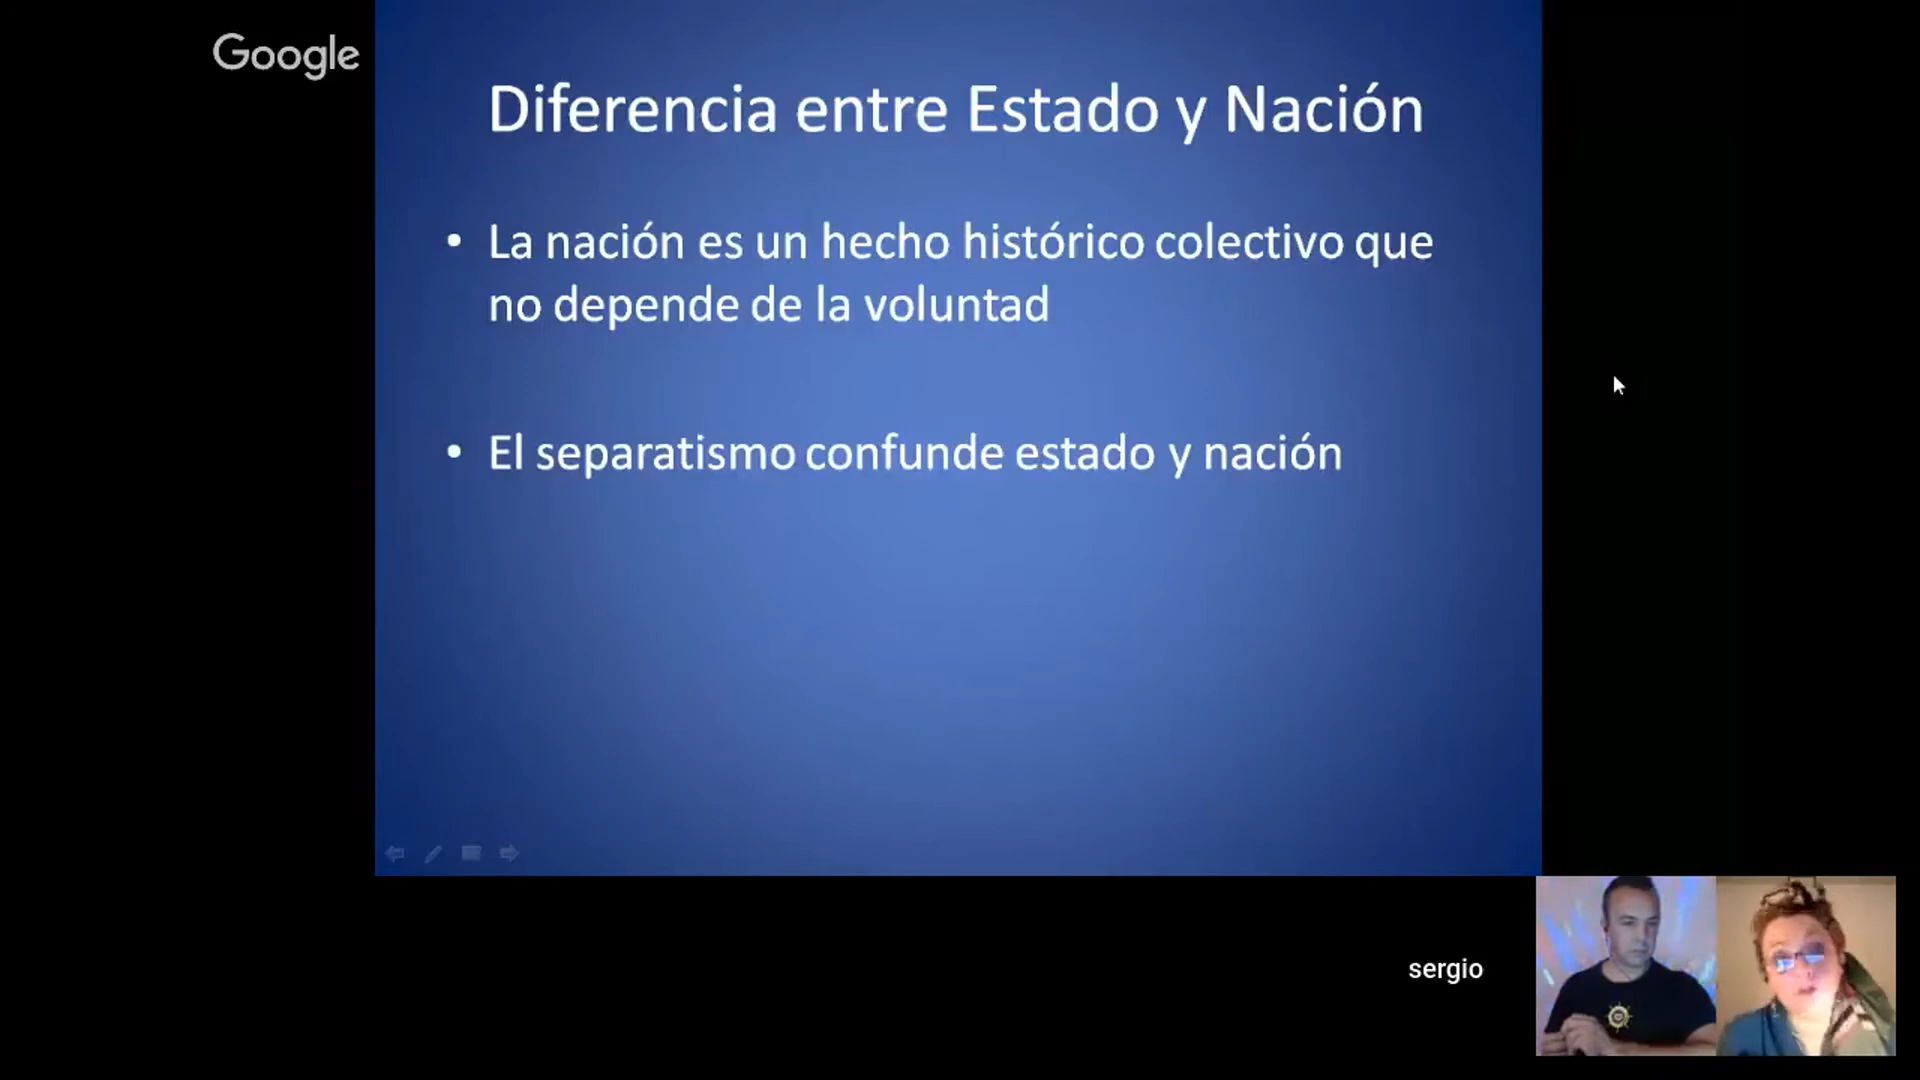 Google
Diferencia entre Estado y Nación
• La nación es un hecho histórico colectivo que
no depende de la voluntad
• El separatismo confunde estado y nación
sergio